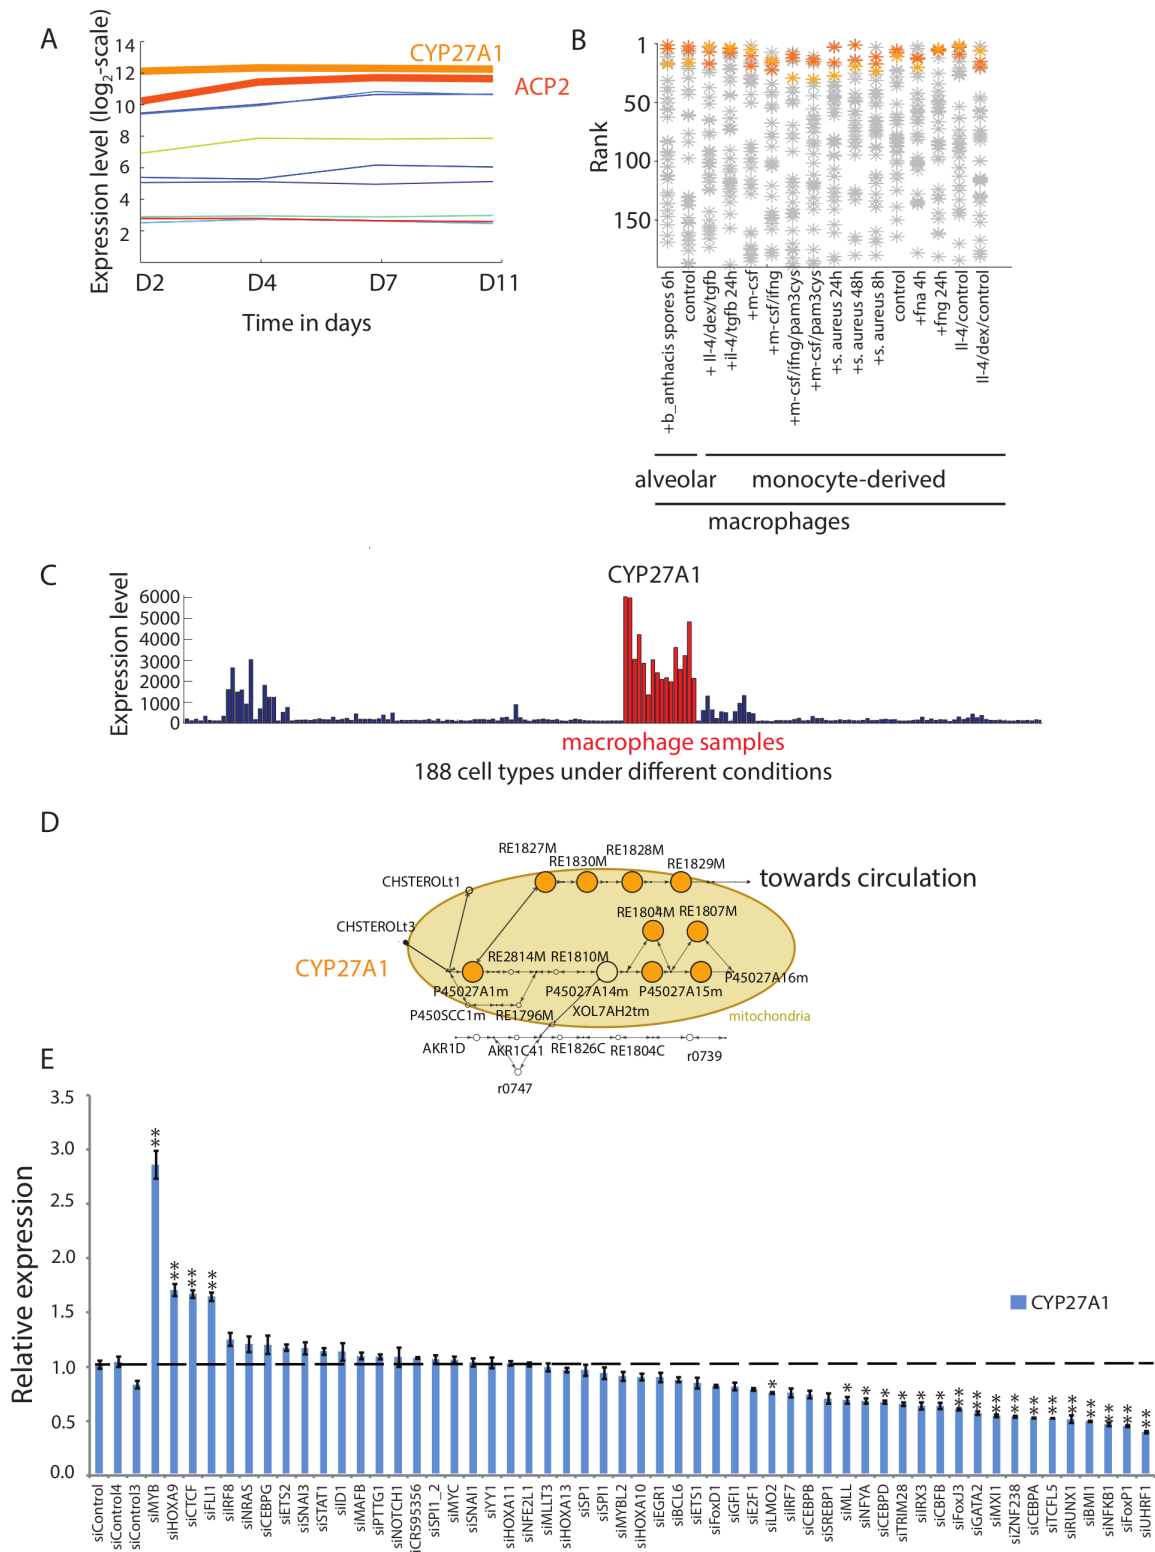 A
Expression level (log2-scale)
14
12
10
8
6
4
2
CYP27A1
ACP2
D2 D4 D7 D11
Time in days
B
Rank
1
50
100
150
+b_anthacis spores 6h
control
+ Il-4/dex/tgfb
+il-4/tgfb 24h
+m-csf
+m-csf/ifng
+m-csf/ifng/pam3cys
+m-csf/pam3cys
+s. aureus 24h
+s. aureus 48h
+s. aureus 8h
control
+fna 4h
+fng 24h
Il-4/control
Il-4/dex/control
alveolar monocyte-derived
macrophages
C
CYP27A1
Expression level
6000
5000
4000
3000
2000
1000
0
macrophage samples
188 cell types under different conditions
D
RE1827M RE1828M
RE1830M RE1829M
towards circulation
CHSTEROLt1
CHSTEROLt3
RE1804M RE1807M
CYP27A1
RE2814M RE1810M
P45027A1m P45027A14m P45027A15m P45027A16m
P450SCC1m RE1796M XOL7AH2tm
mitochondria
AKR1D AKR1C41 RE1826C RE1804C r0739
r0747
E
Relative expression
3.5
3.0
2.5
2.0
1.5
1.0
0.5
0.0
** ** ** ** * * * * * * * ** ** ** ** ** ** ** ** ** ** **
CYP27A1
siControl
siControl4
siControl3
siMYB
siHOXA9
siCTCF
siFLI1
siIRF8
siNRAS
siCEBPG
siETS2
siSNAI3
siSTAT1
siID1
siMAFB
siPTTG1
siNOTCH1
siCR595356
siSPI1_2
siMYC
siSNAI1
siYY1
siHOXA11
siNFE2L1
siMLLT3
siHOXA13
siSP1
siSPI1
siMYBL2
siHOXA10
siEGR1
siBCL6
siETS1
siFoxD1
siGFI1
siE2F1
siLMO2
siIRF7
siCEBPB
siSREBP1
siMLL
siNFYA
siCEBPD
siTRIM28
siIRX3
siCBFB
siFoxJ3
siGATA2
siMXI1
siZNF238
siCEBPA
siTCFL5
siRUNX1
siBMI1
siNFKB1
siFoxP1
siUHRF1